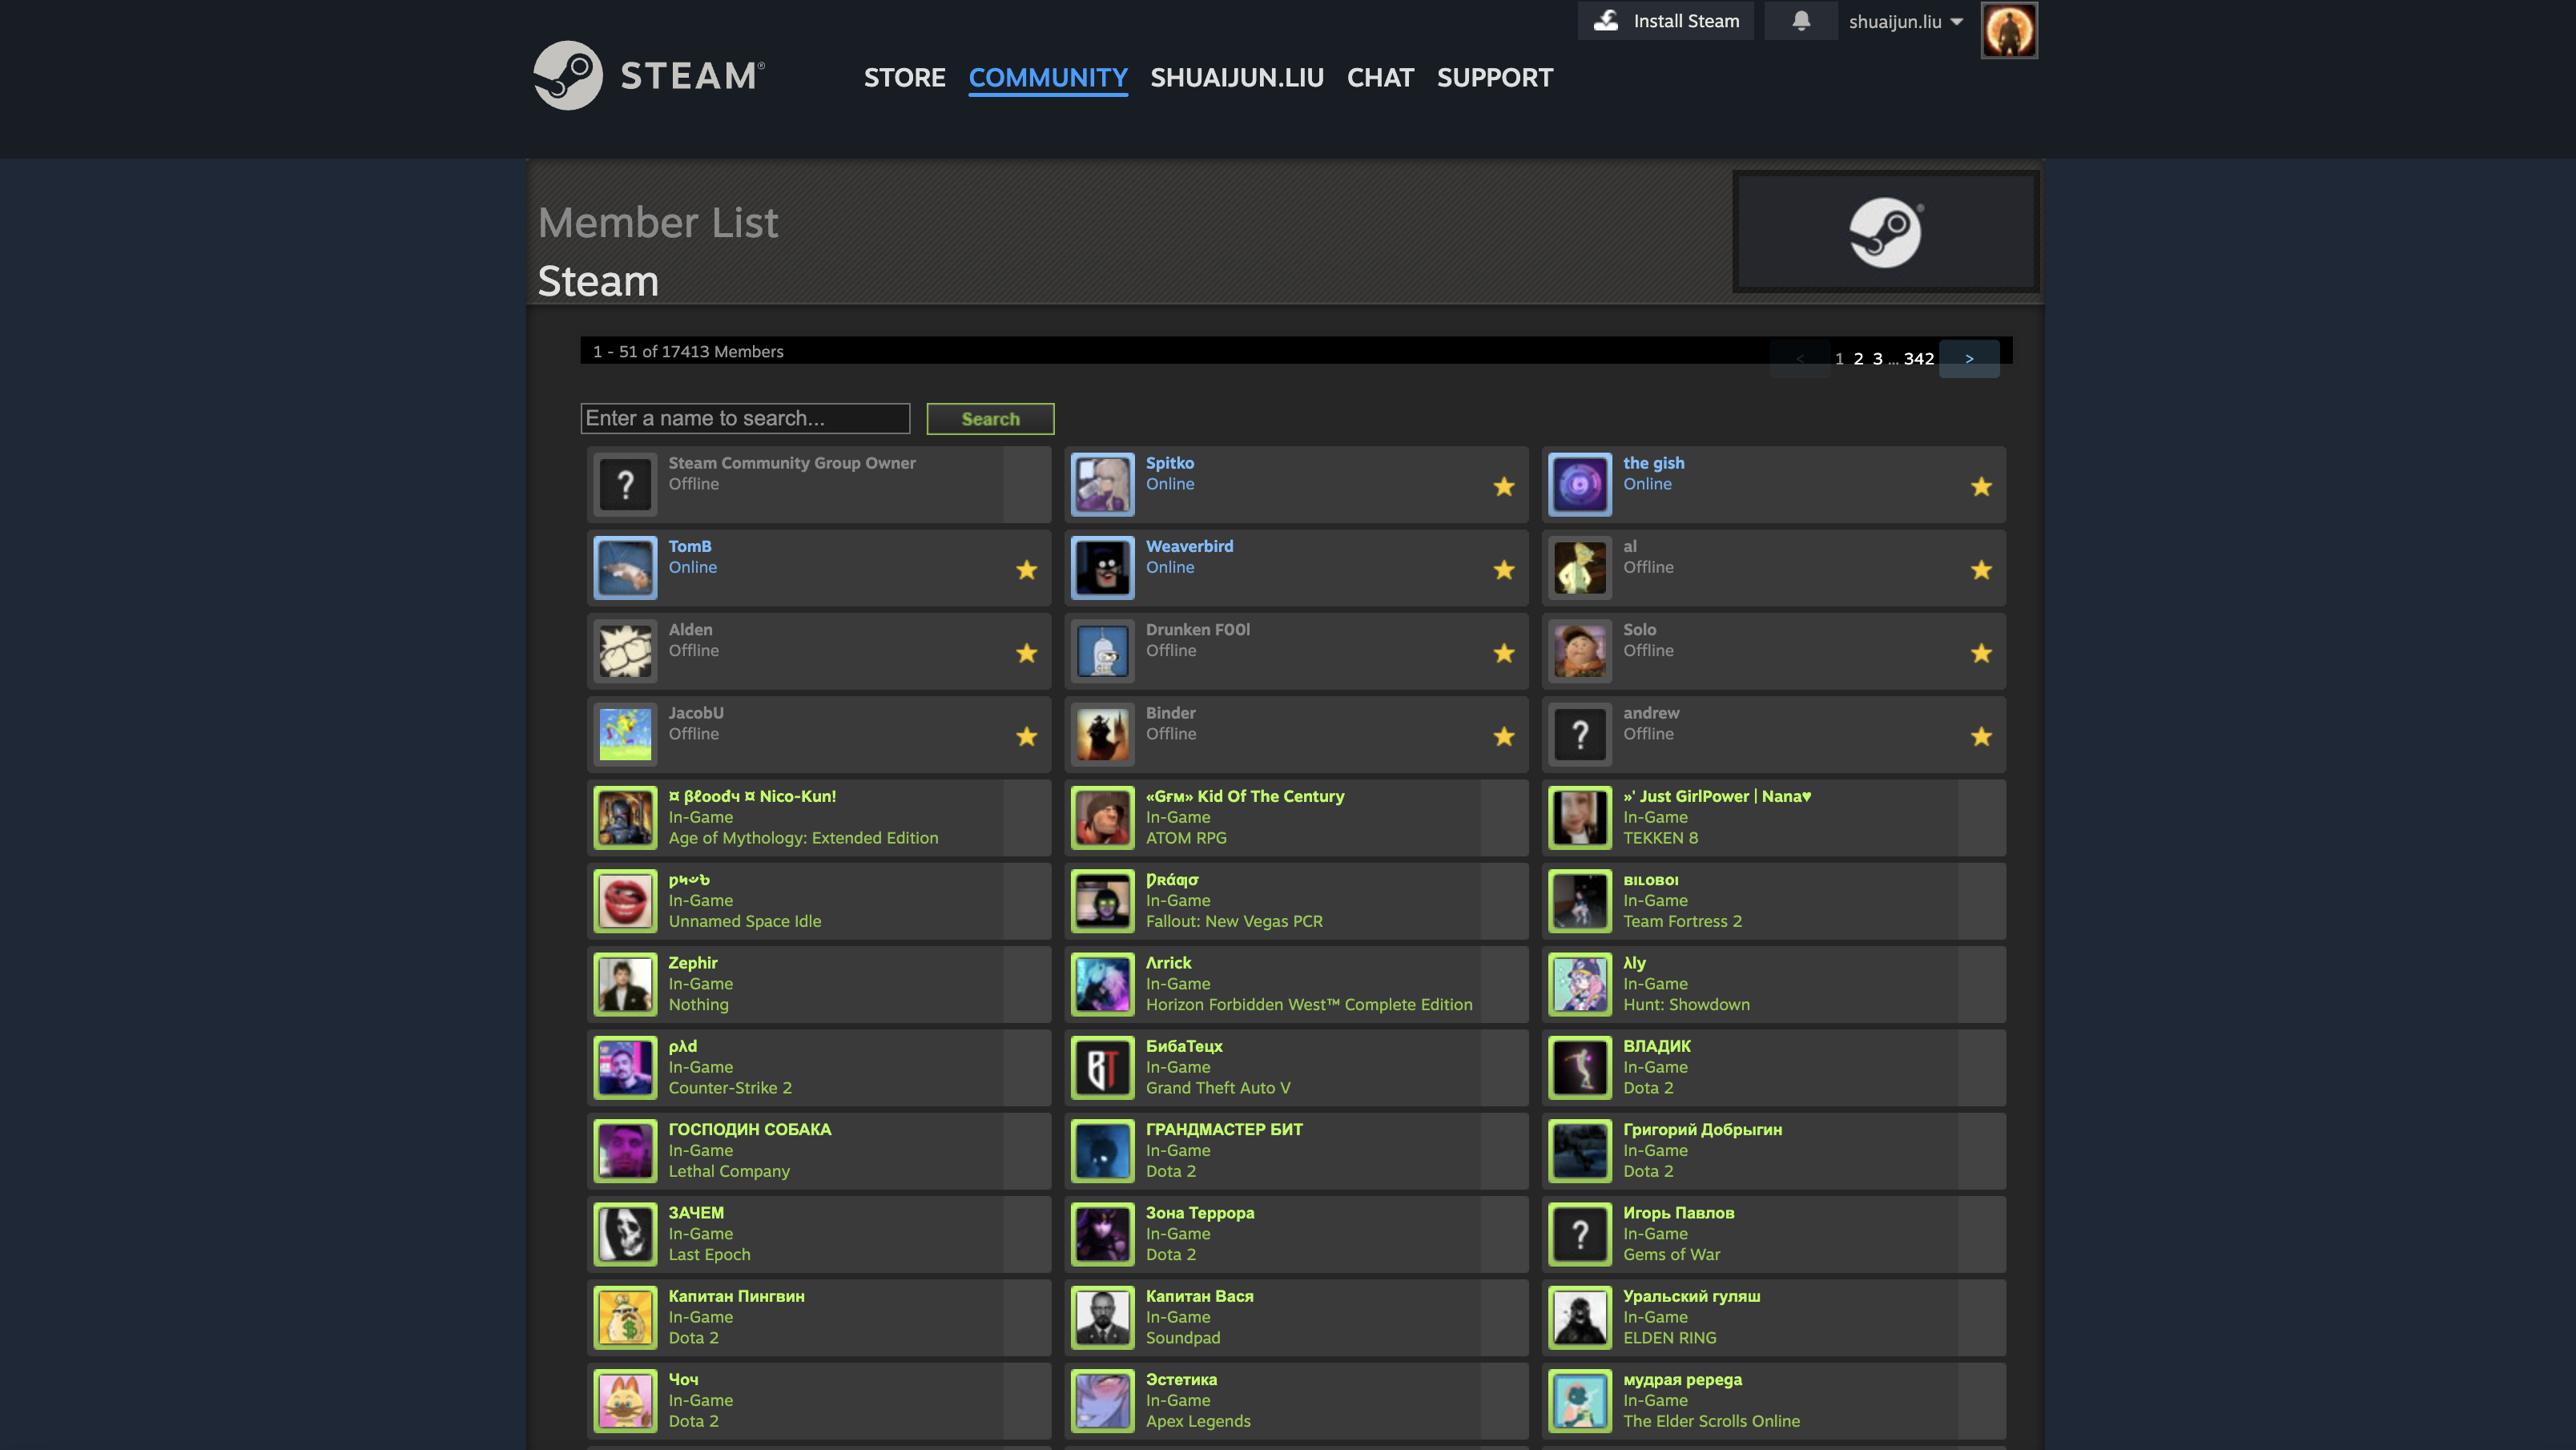 Install Steam
shuaijun.liu
STEAM®
STORE COMMUNITY SHUAIJUN.LIU CHAT SUPPORT
Member List
Steam
1 - 51 of 17413 Members
< 1 2 3 ... 342 >
Enter a name to search...
Search
Steam Community Group Owner
Offline
Spitko
Online
the gish
Online
TomB
Online
Weaverbird
Online
al
Offline
Alden
Offline
Drunken F00l
Offline
Solo
Offline
JacobU
Offline
Binder
Offline
andrew
Offline
¤ βℓoođч ¤ Nico-Kun!
In-Game
Age of Mythology: Extended Edition
«Gғм» Kid Of The Century
In-Game
ATOM RPG
»' Just GirlPower | Nana♥
In-Game
TEKKEN 8
In-Game
Unnamed Space Idle
In-Game
Fallout: New Vegas PCR
вιʟoвoι
In-Game
Team Fortress 2
Zephir
In-Game
Nothing
Λrrick
In-Game
Horizon Forbidden West™ Complete Edition
λly
In-Game
Hunt: Showdown
ρλd
In-Game
Counter-Strike 2
БибаТецх
In-Game
Grand Theft Auto V
ВЛАДИК
In-Game
Dota 2
ГОСПОДИН СОБАКА
In-Game
Lethal Company
ГРАНДМАСТЕР БИТ
In-Game
Dota 2
Григорий Добрыгин
In-Game
Dota 2
ЗАЧЕМ
In-Game
Last Epoch
Зона Террора
In-Game
Dota 2
Игорь Павлов
In-Game
Gems of War
Капитан Пингвин
In-Game
Dota 2
Капитан Вася
In-Game
Soundpad
Уральский гуляш
In-Game
ELDEN RING
Чоч
In-Game
Dota 2
Эстетика
In-Game
Apex Legends
мудрая ререga
In-Game
The Elder Scrolls Online